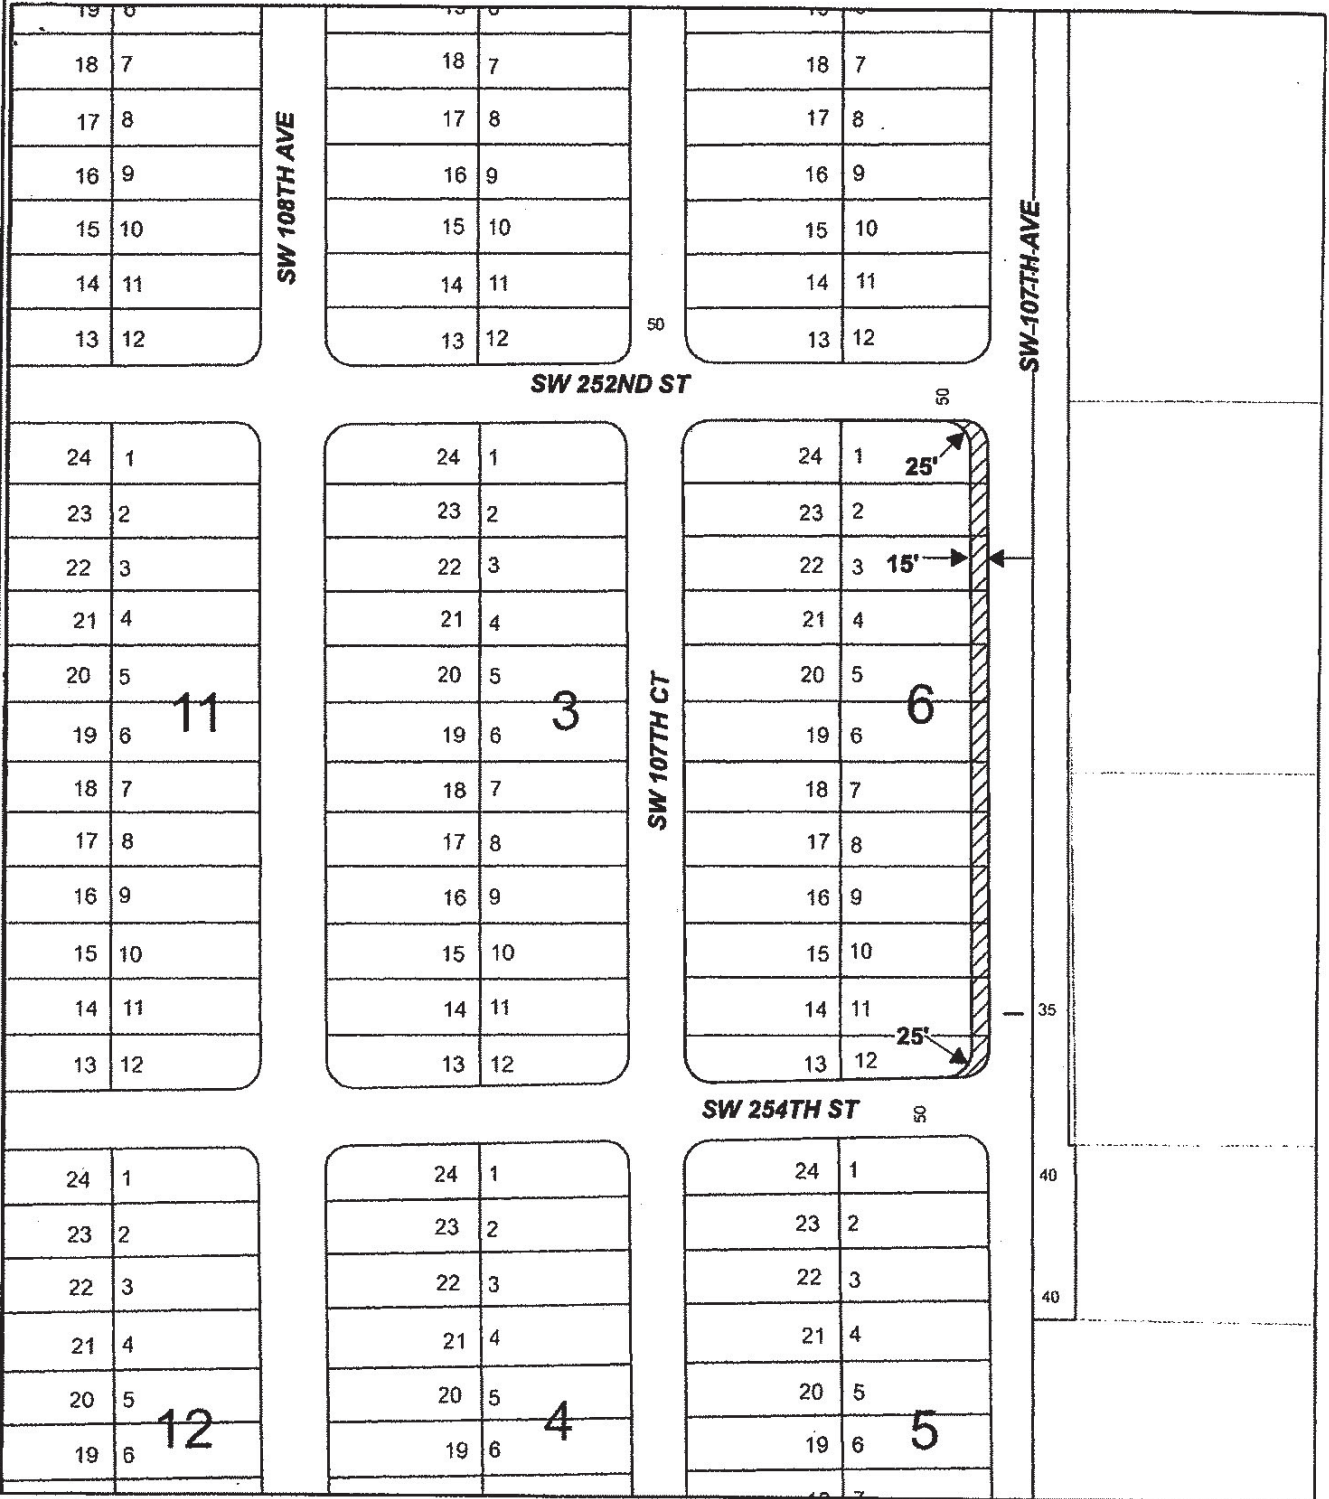 18 7 18 7 18 7
17 8 17 8 17 8
16 9 16 9 16 9
15 10 15 10 15 10
14 11 14 11 14 11
13 12 13 12 13 12
SW 108TH AVE
50
SW 107TH AVE
SW 252ND ST
50
24 1 24 1 24 1
25'
23 2 23 2 23 2
22 3 22 3 22 3 15'
21 4 21 4 21 4
20 5 20 5 20 5
11 3 6
19 6 19 6 19 6
SW 107TH CT
18 7 18 7 18 7
17 8 17 8 17 8
16 9 16 9 16 9
15 10 15 10 15 10
14 11 14 11 14 11
35
25'
13 12 13 12 13 12
SW 254TH ST
50
24 1 24 1 24 1
40
23 2 23 2 23 2
22 3 22 3 22 3
40
21 4 21 4 21 4
20 5 20 5 20 5
12 4 5
19 6 19 6 19 6